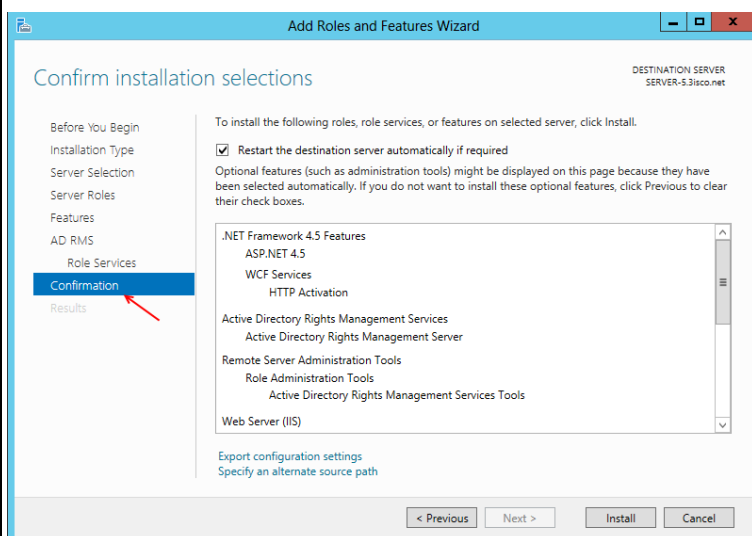 Add Roles and Features Wizard
Confirm installation selections
DESTINATION SERVER
SERVER-5.3isco.net
Before You Begin
Installation Type
Server Selection
Server Roles
Features
AD RMS
Role Services
Confirmation
Results
To install the following roles, role services, or features on selected server, click Install.
Restart the destination server automatically if required
Optional features (such as administration tools) might be displayed on this page because they have
been selected automatically. If you do not want to install these optional features, click Previous to clear
their check boxes.
.NET Framework 4.5 Features
ASP.NET 4.5
WCF Services
HTTP Activation
Active Directory Rights Management Services
Active Directory Rights Management Server
Remote Server Administration Tools
Role Administration Tools
Active Directory Rights Management Services Tools
Web Server (IIS)
Export configuration settings
Specify an alternate source path
< Previous
Next >
Install
Cancel